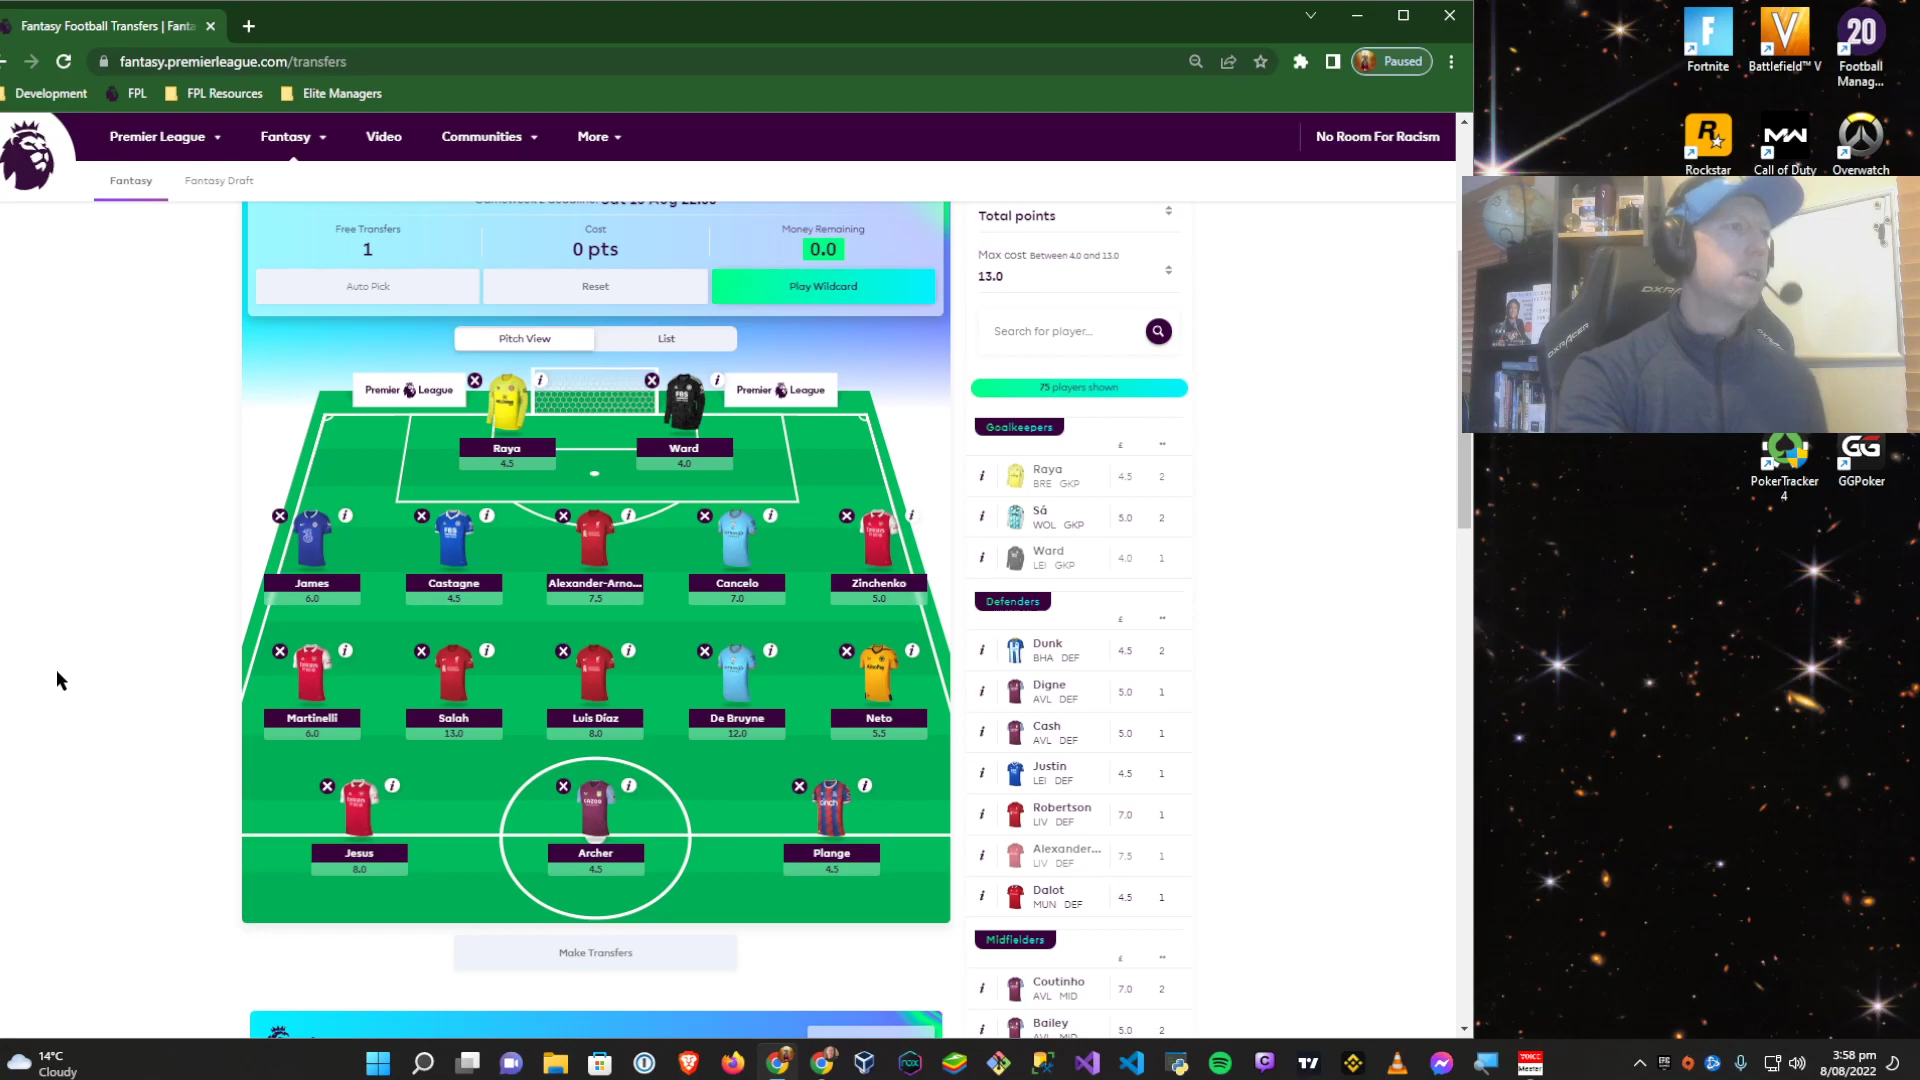 Fantasy Football Transfers | Fanta
fantasy.premierleague.com/transfers
Paused
Development
FPL
FPL Resources
Elite Managers
Premier League
Fantasy
Video
Communities
More
No Room For Racism
Fantasy
Fantasy Draft
Free Transfers
Cost
Money Remaining
1
0 pts
0.0
Auto Pick
Reset
Play Wildcard
Pitch View
List
Premier League
Premier League
Raya
4.5
Ward
4.0
James
6.0
Castagne
4.5
Alexander-Arno...
7.5
Cancelo
7.0
Zinchenko
5.0
Martinelli
6.0
Salah
13.0
Luis Díaz
8.0
De Bruyne
12.0
Neto
5.5
Jesus
8.0
Archer
4.5
Plange
4.5
Make Transfers
Total points
Max cost Between 4.0 and 13.0
13.0
Search for player...
75 players shown
Goalkeepers
£ **
Raya
BRE GKP
4.5 2
Sá
WOL GKP
5.0 2
Ward
LEI GKP
4.0 1
Defenders
£ **
Dunk
BHA DEF
4.5 2
Digne
AVL DEF
5.0 1
Cash
AVL DEF
5.0 1
Justin
LEI DEF
4.5 1
Robertson
LIV DEF
7.0 1
Alexander...
LIV DEF
7.5 1
Dalot
MUN DEF
4.5 1
Midfielders
£ **
Coutinho
AVL MID
7.0 2
Bailey
5.0 2
Fortnite
Battlefield™ V
20
Football
Manag...
Rockstar
Call of Duty
Overwatch
DXRACER
PokerTracker
4
GGPoker
14°C
Cloudy
3:58 pm
8/08/2022